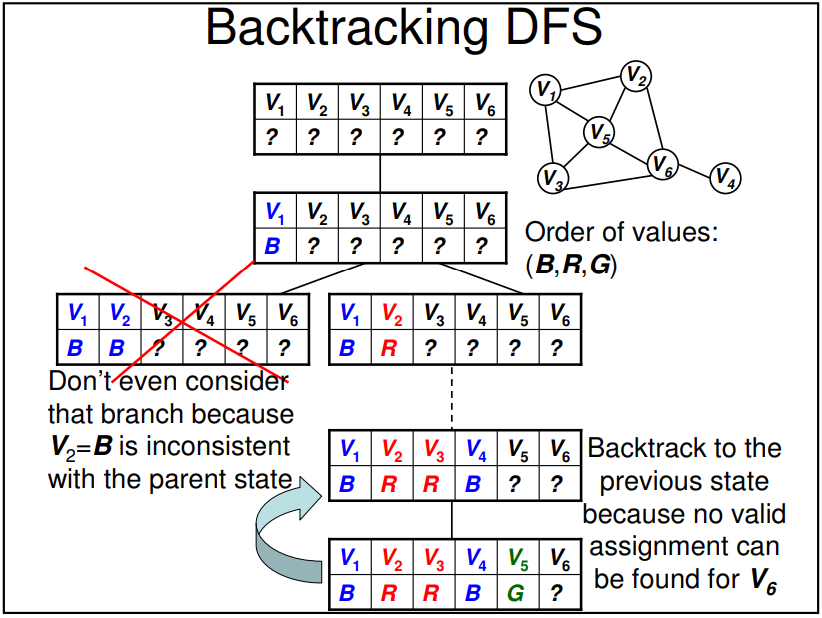 Backtracking DFS
V1 V2 V3 V4 V5 V6
? ? ? ? ? ?
V1
V2
V5
V3
V6
V4
V1 V2 V3 V4 V5 V6
B ? ? ? ? ?
Order of values:
(B,R,G)
V1 V2 V3 V4 V5 V6
B B ? ? ? ?
V1 V2 V3 V4 V5 V6
B R ? ? ? ?
Don't even consider
that branch because
V2=B is inconsistent
with the parent state
V1 V2 V3 V4 V5 V6
B R R B ? ?
Backtrack to the
previous state
because no valid
assignment can
be found for V6
V1 V2 V3 V4 V5 V6
B R R B G ?